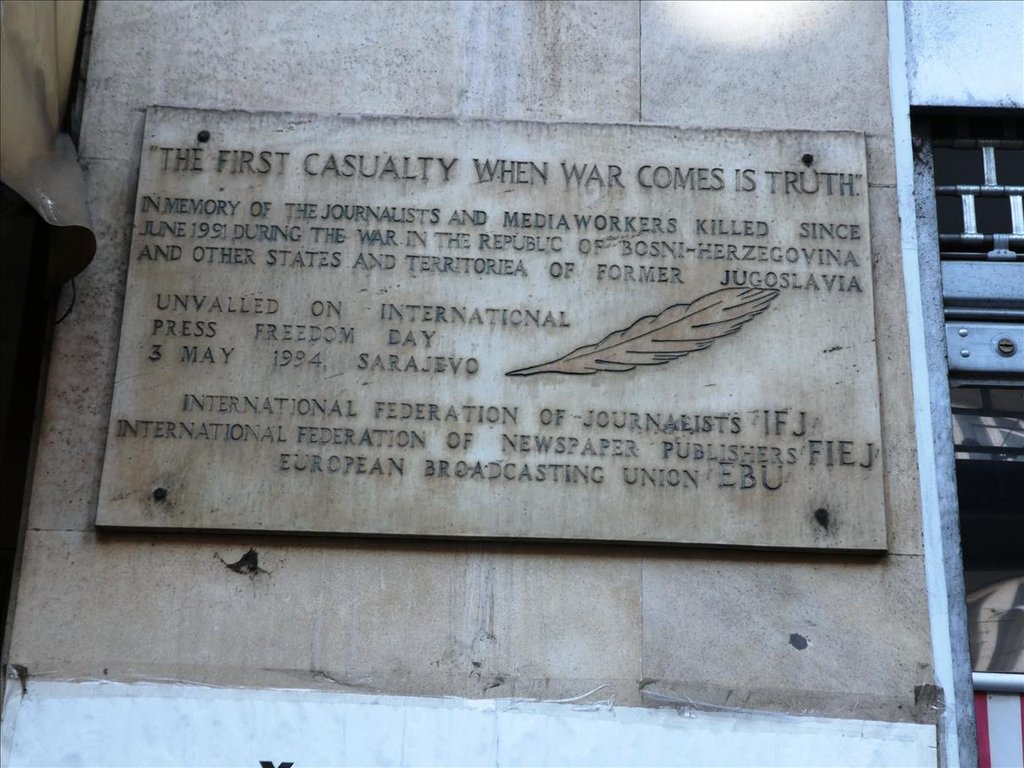 "THE FIRST CASUALTY WHEN WAR COMES IS TRUTH"
IN MEMORY OF THE JOURNALISTS AND MEDIA WORKERS KILLED SINCE
JUNE 1991 DURING THE WAR IN THE REPUBLIC OF BOSNI-HERZEGOVINA
AND OTHER STATES AND TERRITORIEA OF FORMER JUGOSLAVIA
UNVALLED ON INTERNATIONAL
PRESS FREEDOM DAY
3 MAY 1994, SARAJEVO
INTERNATIONAL FEDERATION OF JOURNALISTS IFJ
INTERNATIONAL FEDERATION OF NEWSPAPER PUBLISHERS FIEJ
EUROPEAN BROADCASTING UNION EBU